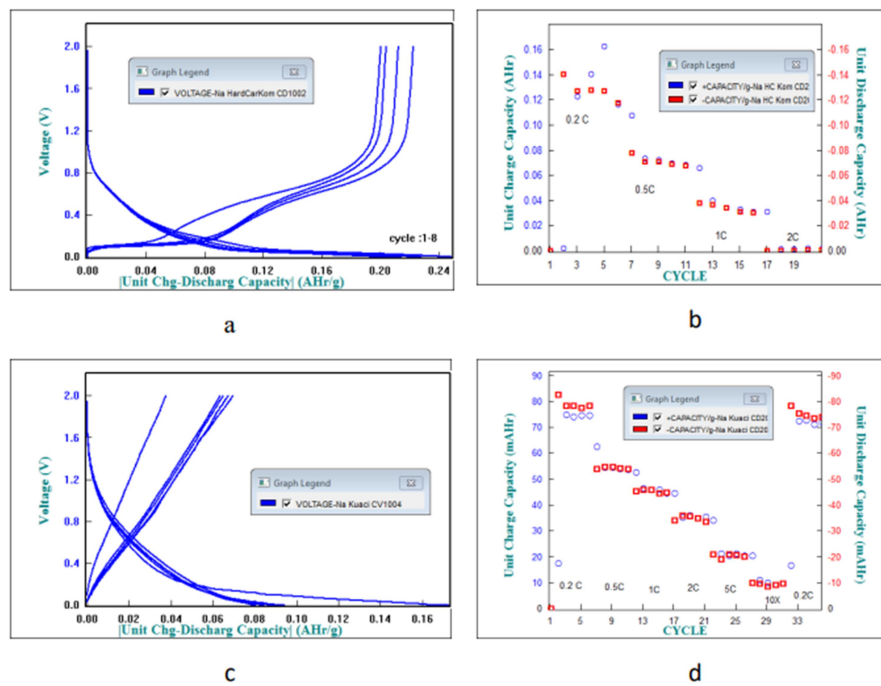 2.0
1.6
1.2
0.8
0.4
0.0
Voltage (V)
Graph Legend
VOLTAGE-Na HardCarKom CD1002
cycle :1-8
0.00 0.04 0.08 0.12 0.16 0.20 0.24
|Unit Chg-Discharg Capacity| (AHr/g)
a
Unit Charge Capacity (AHr)
0.16
0.14
0.12
0.10
0.08
0.06
0.04
0.02
0.00
Graph Legend
+CAPACITY/g-Na HC Kom CD2
-CAPACITY/g-Na HC Kom CD2(
0.2 C
0.5C
1C
2C
-0.16
-0.14
-0.12
-0.10
-0.08
-0.06
-0.04
-0.02
0.00
Unit Discharge Capacity (AHr)
1 3 5 7 9 11 13 15 17 19
CYCLE
b
2.0
1.6
1.2
0.8
0.4
0.0
Voltage (V)
Graph Legend
VOLTAGE-Na Kuaci CV1004
0.00 0.02 0.04 0.06 0.08 0.10 0.12 0.14 0.16
|Unit Chg-Discharg Capacity| (AHr/g)
c
Unit Charge Capacity (mAHr)
90
80
70
60
50
40
30
20
10
0
Graph Legend
+CAPACITY/g-Na Kuaci CD2(
-CAPACITY/g-Na Kuaci CD20
0.2 C
0.5C
1C
2C
5C
10X
0.2C
-90
-80
-70
-60
-50
-40
-30
-20
-10
0
Unit Discharge Capacity (mAHr)
1 5 9 13 17 21 25 29 33
CYCLE
d